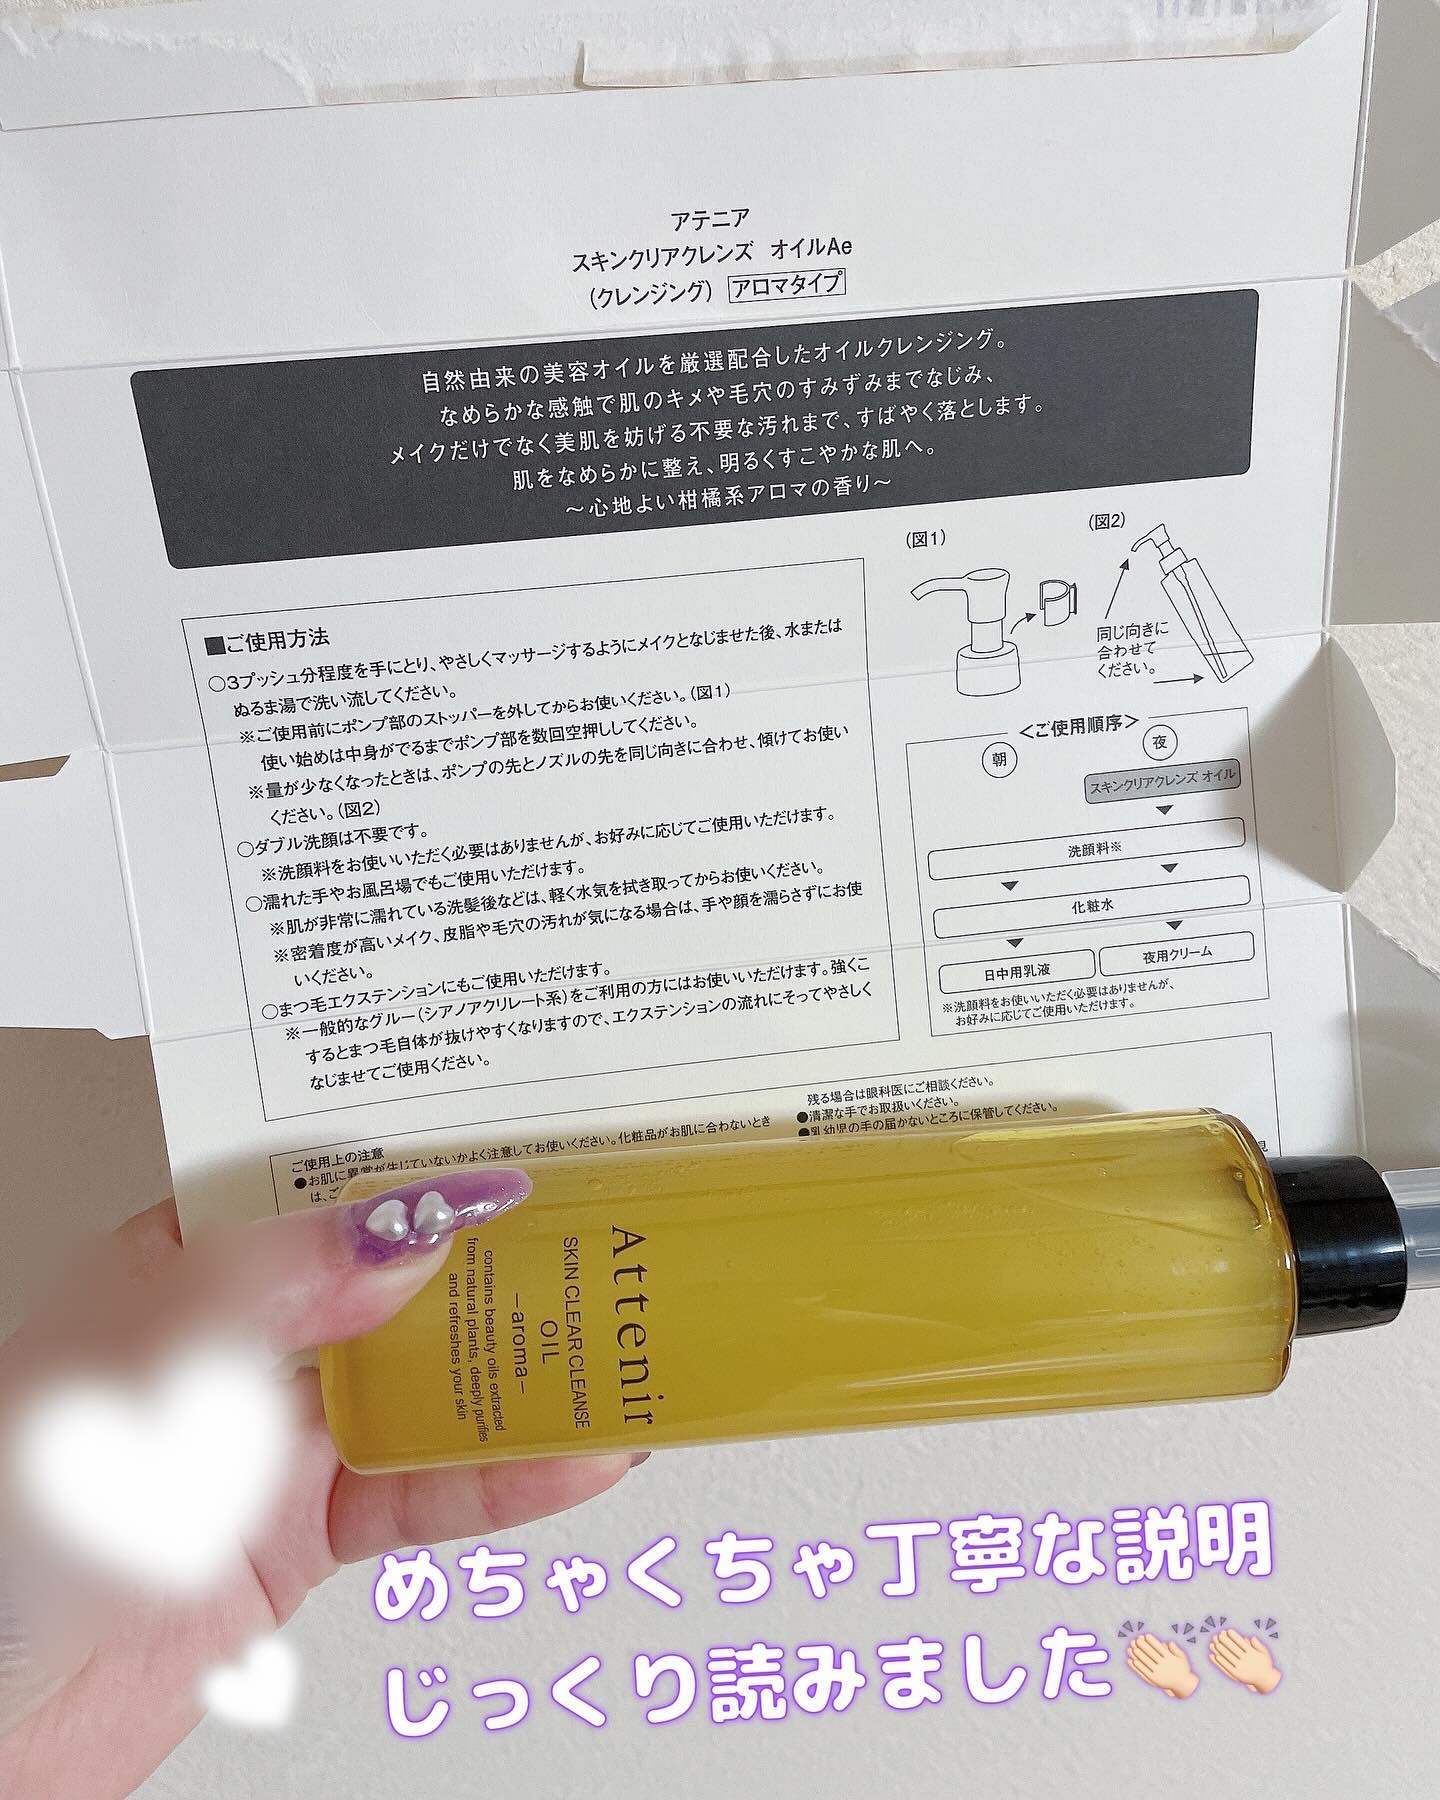 アテニア
スキンクリアクレンズ オイルAe
(クレンジング) アロマタイプ
自然由来の美容オイルを厳選配合したオイルクレンジング。
なめらかな感触で肌のキメや毛穴のすみずみまでなじみ、
メイクだけでなく美肌を妨げる不要な汚れまで、すばやく落とします。
肌をなめらかに整え、明るくすこやかな肌へ。
～心地よい柑橘系アロマの香り～
■ご使用方法
○3プッシュ分程度を手にとり、やさしくマッサージするようにメイクとなじませた後、水または
ぬるま湯で洗い流してください。
※ご使用前にポンプ部のストッパーを外してからお使いください。(図1)
使い始めは中身がでるまでポンプ部を数回空押ししてください。
※量が少なくなったときは、ポンプの先とノズルの先を同じ向きに合わせ、傾けてお使い
ください。(図2)
○ダブル洗顔は不要です。
※洗顔料をお使いいただく必要はありませんが、お好みに応じてご使用いただけます。
○濡れた手やお風呂場でもご使用いただけます。
※肌が非常に濡れている洗髪後などは、軽く水気を拭き取ってからお使いください。
※密着度が高いメイク、皮脂や毛穴の汚れが気になる場合は、手や顔を濡らさずにお使
いください。
○まつ毛エクステンションにもご使用いただけます。
※一般的なグルー(シアノアクリレート系)をご利用の方にはお使いいただけます。強くこ
するとまつ毛自体が抜けやすくなりますので、エクステンションの流れにそってやさしく
なじませてご使用ください。
(図1)
(図2)
同じ向きに
合わせて
ください。
<ご使用順序>
朝
夜
スキンクリアクレンズ オイル
洗顔料※
化粧水
日中用乳液
夜用クリーム
※洗顔料をお使いいただく必要はありませんが、
お好みに応じてご使用いただけます。
ご使用上の注意
●お肌に異常が生じていないかよく注意してお使いください。化粧品がお肌に合わないとき
は、ご
残る場合は眼科医にご相談ください。
●清潔な手でお取扱いください。
●乳幼児の手の届かないところに保管してください。
Attenir
SKIN CLEAR CLEANSE
OIL
–aroma–
contains beauty oils extracted
from natural plants, deeply purifies
and refreshes your skin
めちゃくちゃ丁寧な説明
じっくり読みました👏🏻👏🏻